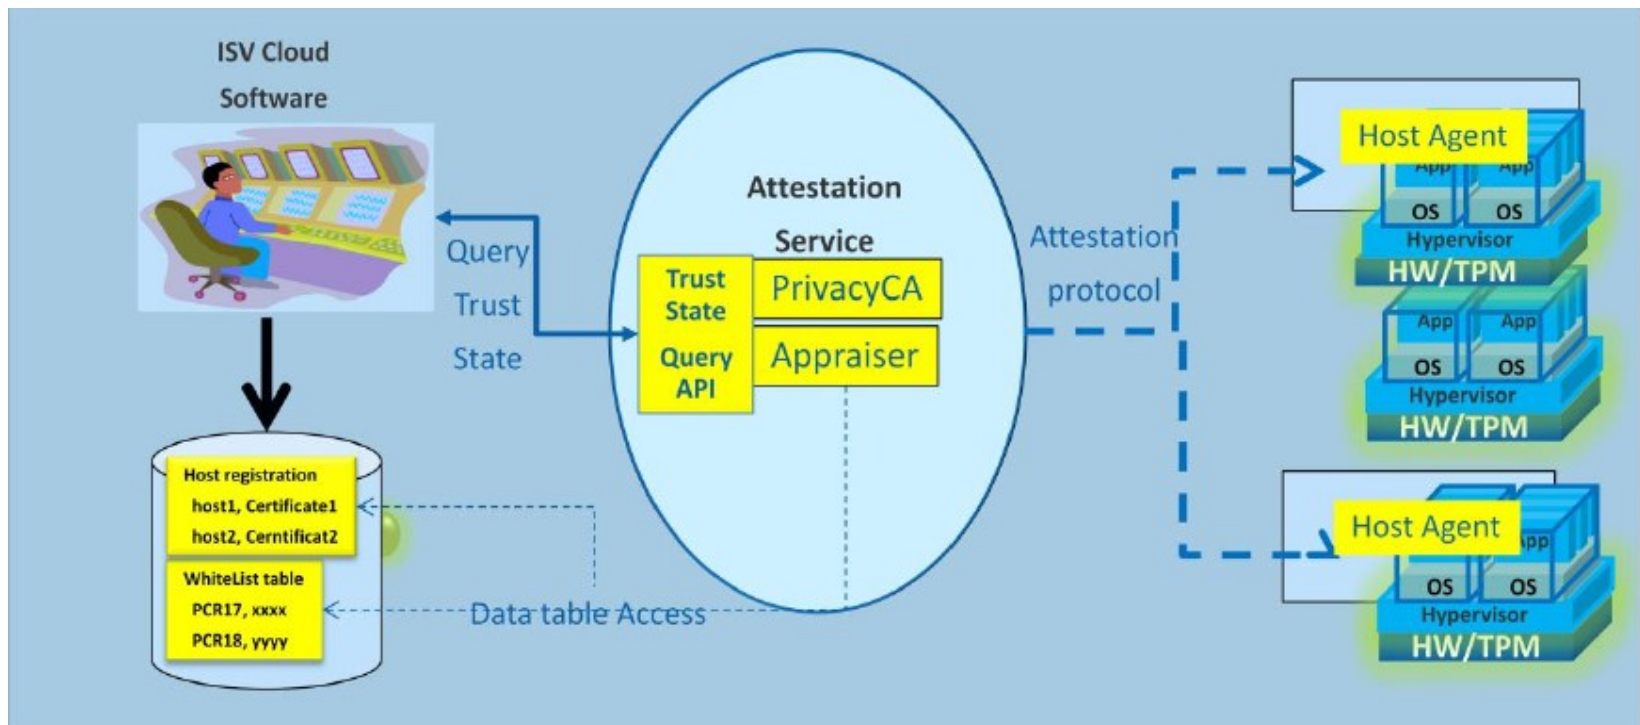 ISV Cloud
Software
Query
Trust
State
Host registration
host1, Certificate1
host2, Cerntificat2
WhiteList table
PCR17, xxxx
PCR18, yyyy
Data table Access
Attestation
Service
Trust
State
Query
API
PrivacyCA
Appraiser
Attestation
protocol
Host Agent
App
App
OS
OS
Hypervisor
HW/TPM
App
App
OS
OS
Hypervisor
HW/TPM
Host Agent
App
OS
OS
Hypervisor
HW/TPM